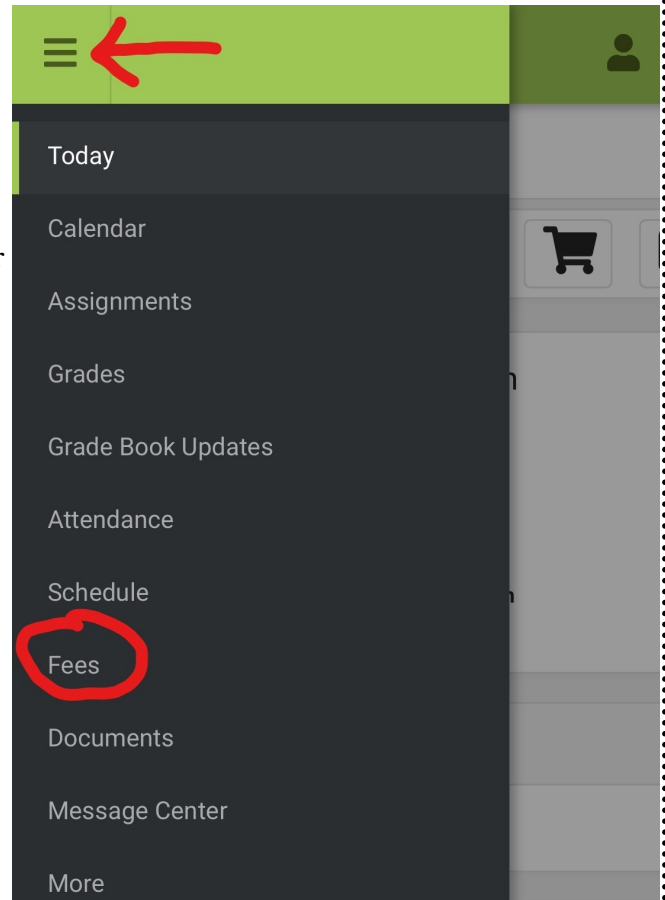 Today
Calendar
Assignments
Grades
Grade Book Updates
Attendance
Schedule
Fees
Documents
Message Center
More